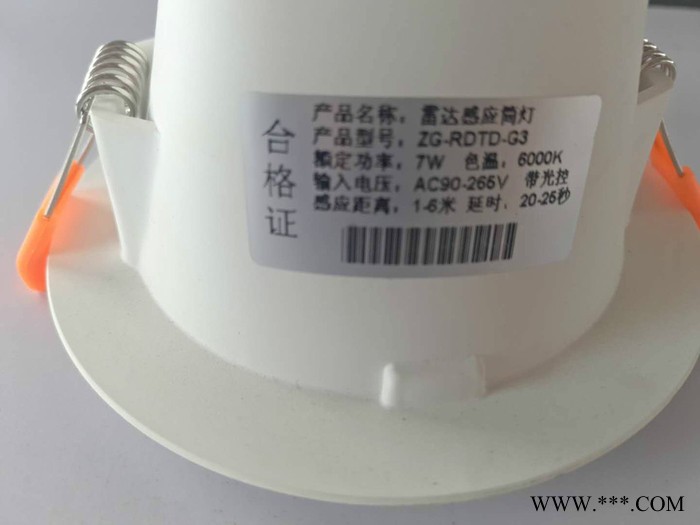 合格证
产品名称：雷达感应筒灯
产品型号：ZG-RDTD-G3
额定功率：7W 色温：6000K
输入电压：AC90-265V 带光控
感应距离：1-6米 延时：20-25秒
WWW.***.COM